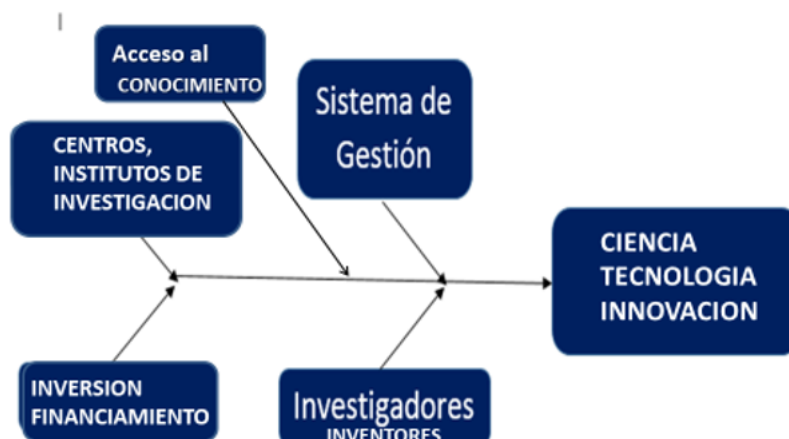 Acceso al
CONOCIMIENTO
Sistema de
Gestión
CENTROS,
INSTITUTOS DE
INVESTIGACION
CIENCIA
TECNOLOGIA
INNOVACION
INVERSION
FINANCIAMIENTO
Investigadores
INVENTORES